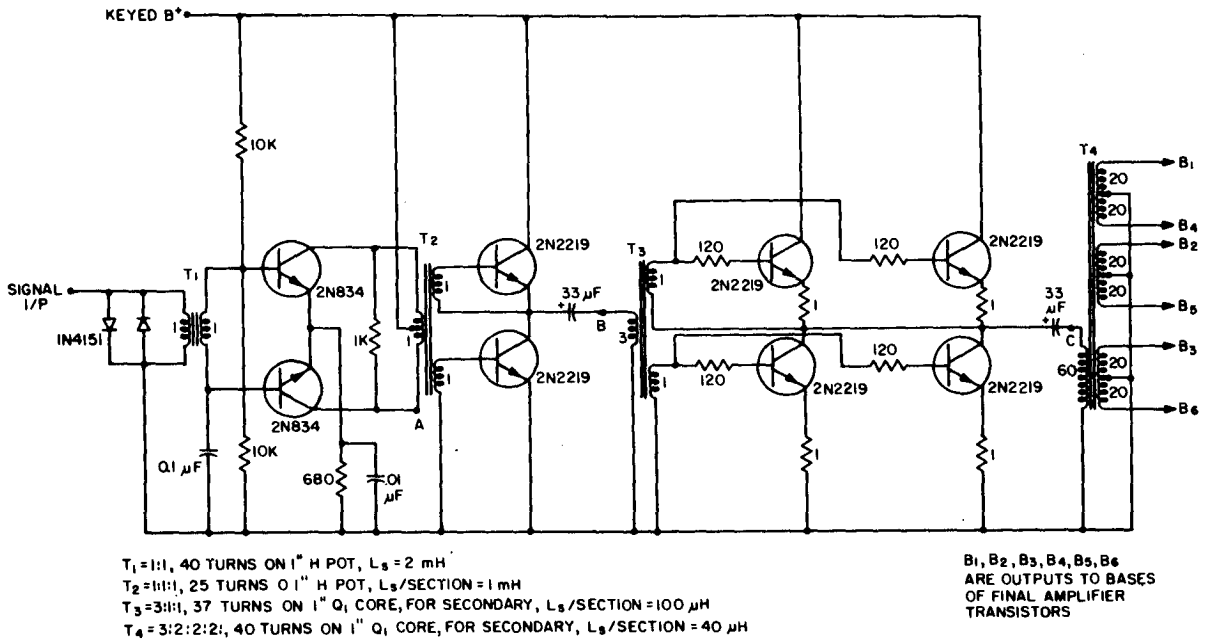 KEYED B+
10K
2N2219
T2
T3
T4
B1
20
20
B4
B2
20
20
B5
B3
20
20
B6
SIGNAL
I/P
1N4151
T1
1
1
2N834
2N834
1K
1
1
1
A
2N2219
33 µF
B
3
1
1
120
2N2219
1
120
2N2219
1
33
µF
C
60
120
2N2219
1
120
2N2219
1
0.1 µF
10K
680
.01
µF
T1=1:1, 40 TURNS ON 1" H POT, LS = 2 mH
T2=1:1:1, 25 TURNS O 1" H POT, LS/SECTION = 1 mH
T3=3:1:1, 37 TURNS ON 1" Q1 CORE, FOR SECONDARY, LS/SECTION=100 µH
T4=3:2:2:2:, 40 TURNS ON 1" Q1 CORE, FOR SECONDARY, LS/SECTION = 40 µH
B1, B2, B3, B4, B5, B6
ARE OUTPUTS TO BASES
OF FINAL AMPLIFIER
TRANSISTORS